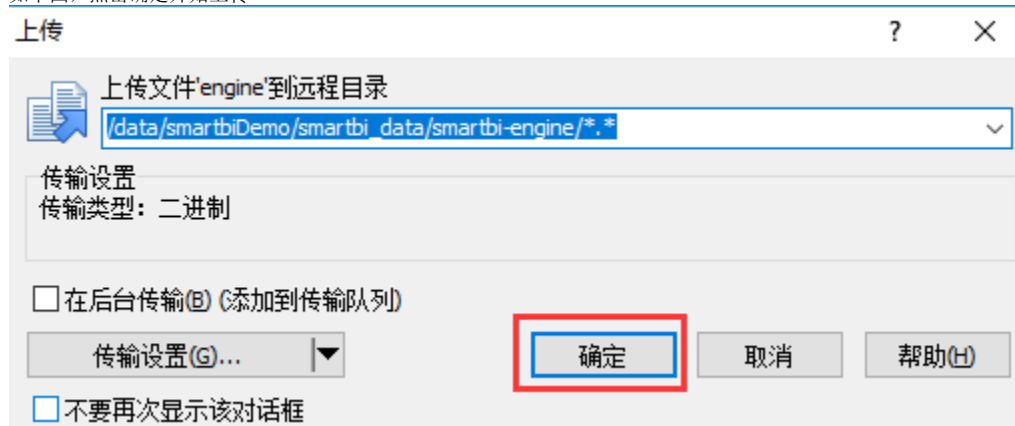 上传
?
上传文件'engine'到远程目录
/data/smartbiDemo/smartbi_data/smartbi-engine/*.*
传输设置
传输类型：二进制
在后台传输(B) (添加到传输队列)
传输设置(G)... 确定 取消 帮助(H)
不要再次显示该对话框